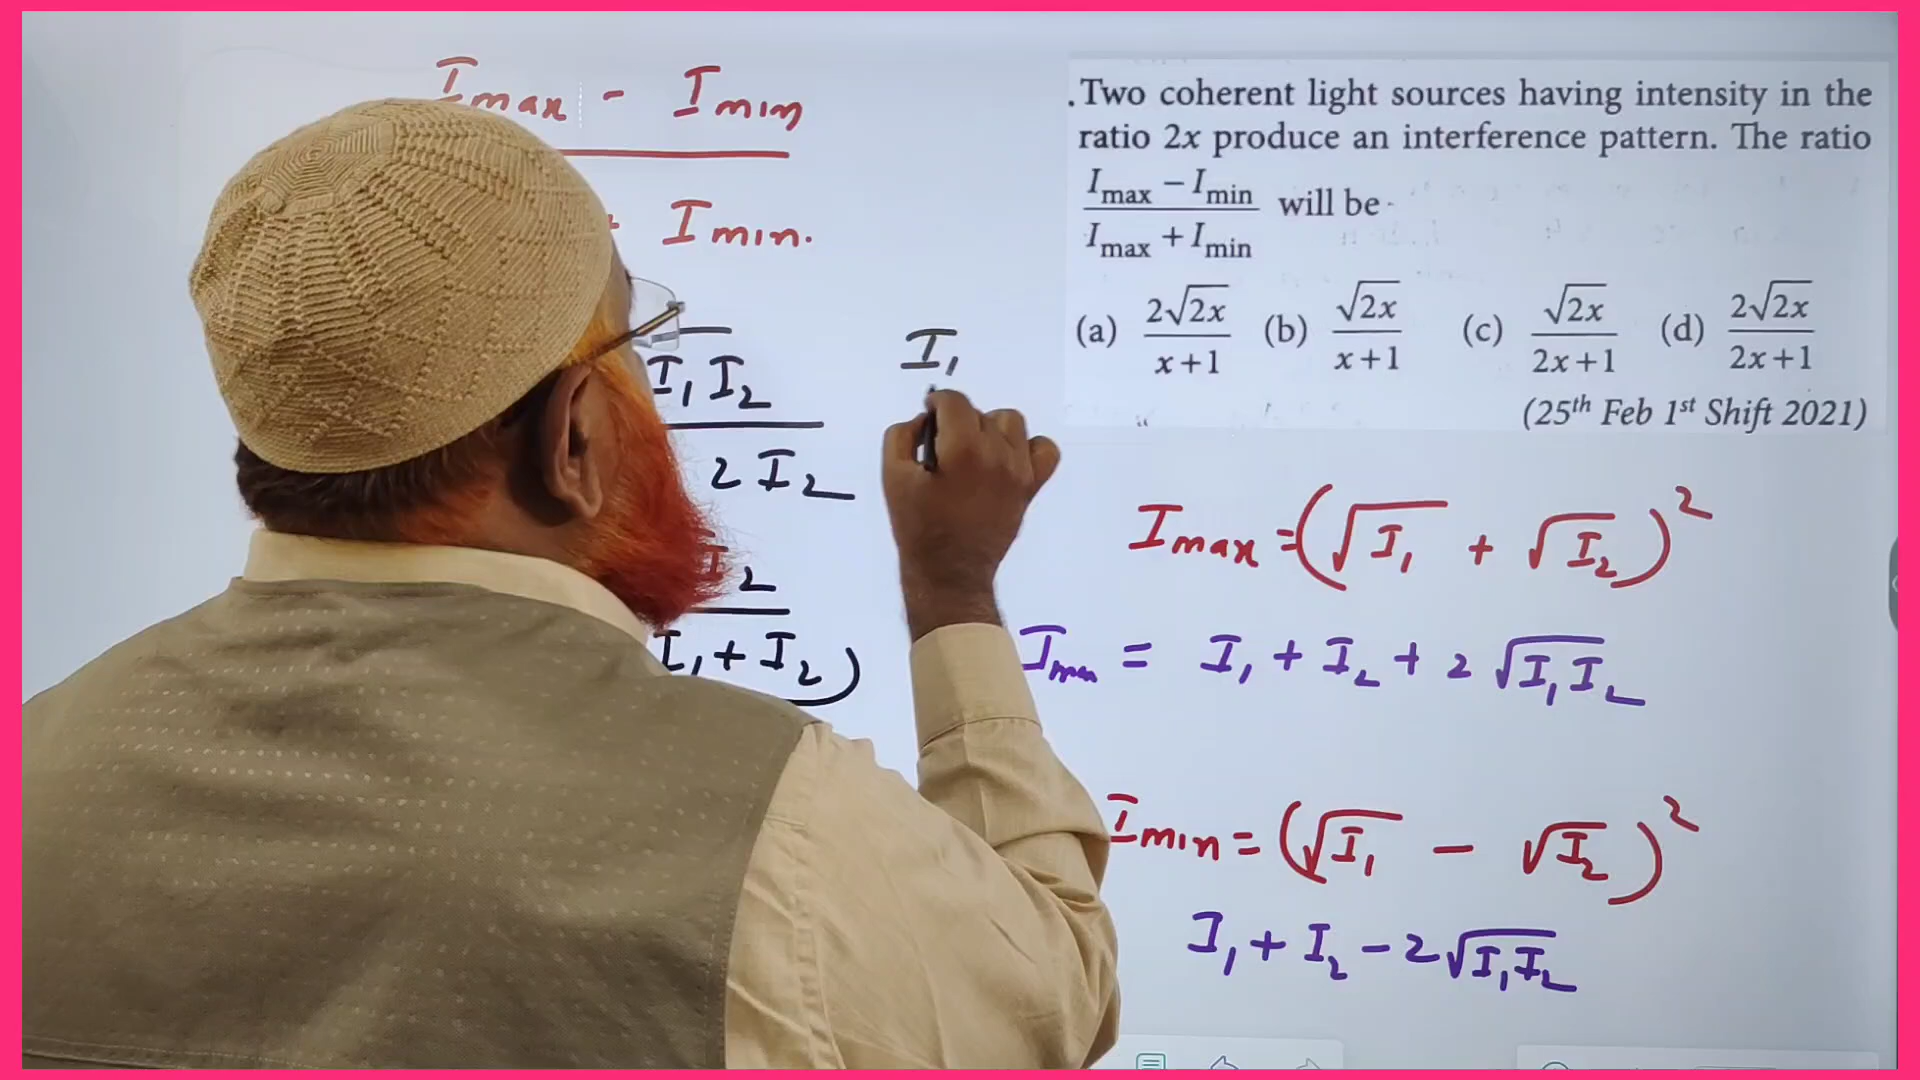 Imax - Imin
Imin.
I₁ I₂
2 I₂
I₂
I₁ + I₂)
I₁
.Two coherent light sources having intensity in the
ratio 2x produce an interference pattern. The ratio
Imax − Imin
will be
Imax + Imin
(a) 2√2x / x+1 (b) √2x / x+1 (c) √2x / 2x+1 (d) 2√2x / 2x+1
(25th Feb 1st Shift 2021)
Imax = (√I₁ + √I₂)²
Imax = I₁ + I₂ + 2 √I₁I₂
Imin = (√I₁ − √I₂)²
I₁ + I₂ − 2√I₁I₂